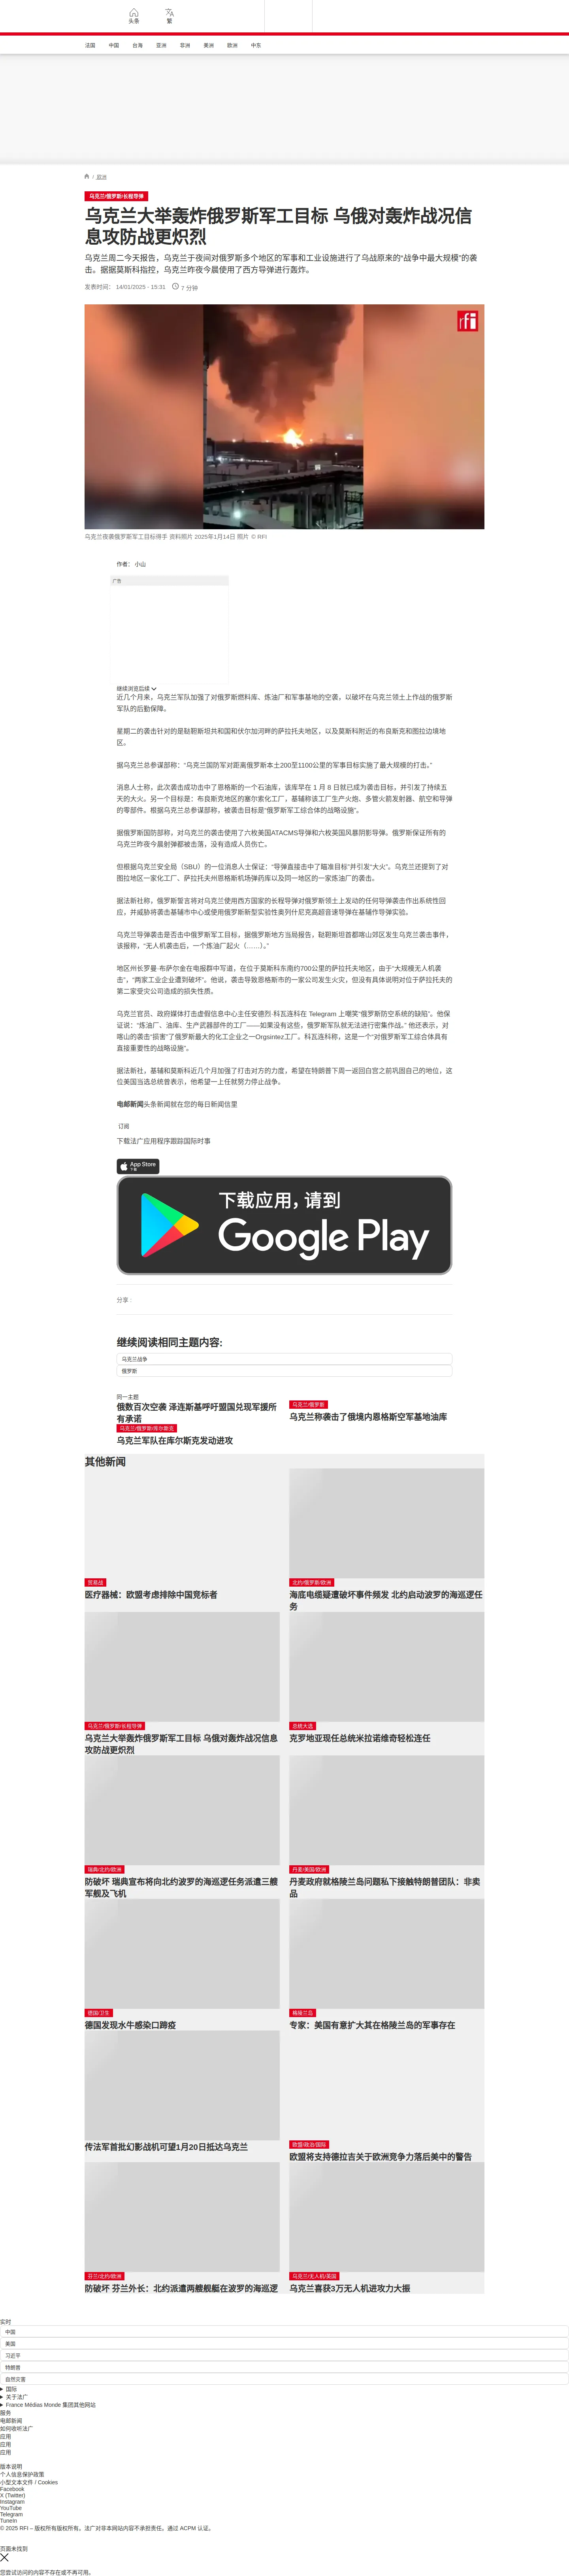 头条
繁
法国
中国
台海
亚洲
非洲
美洲
欧洲
中东
/ 欧洲
乌克兰/俄罗斯/长程导弹
乌克兰大举轰炸俄罗斯军工目标 乌俄对轰炸战况信
息攻防战更炽烈
乌克兰周二今天报告，乌克兰于夜间对俄罗斯多个地区的军事和工业设施进行了乌战原来的“战争中最大规模”的袭
击。据据莫斯科指控，乌克兰昨夜今晨使用了西方导弹进行轰炸。
发表时间： 14/01/2025 - 15:31
7 分钟
rfi
乌克兰夜袭俄罗斯军工目标得手 资料照片 2025年1月14日 照片 © RFI
作者： 小山
广告
继续浏览后续
近几个月来，乌克兰军队加强了对俄罗斯燃料库、炼油厂和军事基地的空袭，以破坏在乌克兰领土上作战的俄罗斯
军队的后勤保障。
星期二的袭击针对的是鞑靼斯坦共和国和伏尔加河畔的萨拉托夫地区，以及莫斯科附近的布良斯克和图拉边境地
区。
据乌克兰总参谋部称：“乌克兰国防军对距离俄罗斯本土200至1100公里的军事目标实施了最大规模的打击。”
消息人士称，此次袭击成功击中了恩格斯的一个石油库，该库早在 1 月 8 日就已成为袭击目标，并引发了持续五
天的大火。另一个目标是：布良斯克地区的塞尔索化工厂，基辅称该工厂生产火炮、多管火箭发射器、航空和导弹
的零部件。根据乌克兰总参谋部称，被袭击目标是“俄罗斯军工综合体的战略设施”。
据俄罗斯国防部称，对乌克兰的袭击使用了六枚美国ATACMS导弹和六枚英国风暴阴影导弹。俄罗斯保证所有的
乌克兰昨夜今晨射弹都被击落，没有造成人员伤亡。
但根据乌克兰安全局（SBU）的一位消息人士保证：“导弹直接击中了瞄准目标”并引发“大火”。乌克兰还提到了对
图拉地区一家化工厂、萨拉托夫州恩格斯机场弹药库以及同一地区的一家炼油厂的袭击。
据法新社称，俄罗斯誓言将对乌克兰使用西方国家的长程导弹对俄罗斯领土上发动的任何导弹袭击作出系统性回
应，并威胁将袭击基辅市中心或使用俄罗斯新型实验性奥列什尼克高超音速导弹在基辅作导弹实验。
乌克兰导弹袭击是否击中俄罗斯军工目标，据俄罗斯地方当局报告，鞑靼斯坦首都喀山郊区发生乌克兰袭击事件，
该报称，“无人机袭击后，一个炼油厂起火（……）。”
地区州长罗曼·布萨尔金在电报群中写道，在位于莫斯科东南约700公里的萨拉托夫地区，由于“大规模无人机袭
击”，“两家工业企业遭到破坏”。他说，袭击导致恩格斯市的一家公司发生火灾，但没有具体说明对位于萨拉托夫的
第二家受灾公司造成的损失性质。
乌克兰官员、政府媒体打击虚假信息中心主任安德烈·科瓦连科在 Telegram 上嘲笑“俄罗斯防空系统的缺陷”。他保
证说：“炼油厂、油库、生产武器部件的工厂——如果没有这些，俄罗斯军队就无法进行密集作战。” 他还表示，对
喀山的袭击“损害”了俄罗斯最大的化工企业之一Orgsintez工厂。科瓦连科称，这是一个“对俄罗斯军工综合体具有
直接重要性的战略设施”。
据法新社，基辅和莫斯科近几个月加强了打击对方的力度，希望在特朗普下周一返回白宫之前巩固自己的地位，这
位美国当选总统曾表示，他希望一上任就努力停止战争。
电邮新闻头条新闻就在您的每日新闻信里
订阅
下载法广应用程序跟踪国际时事
App Store
下载
下载应用，请到
Google Play
分享 :
继续阅读相同主题内容:
乌克兰战争
俄罗斯
同一主题
俄数百次空袭 泽连斯基呼吁盟国兑现军援所
有承诺
乌克兰/俄罗斯
乌克兰称袭击了俄境内恩格斯空军基地油库
乌克兰/俄罗斯/库尔斯克
乌克兰军队在库尔斯克发动进攻
其他新闻
贸易战
医疗器械：欧盟考虑排除中国竞标者
北约/俄罗斯/欧洲
海底电缆疑遭破坏事件频发 北约启动波罗的海巡逻任
务
乌克兰/俄罗斯/长程导弹
乌克兰大举轰炸俄罗斯军工目标 乌俄对轰炸战况信息
攻防战更炽烈
总统大选
克罗地亚现任总统米拉诺维奇轻松连任
瑞典/北约/欧洲
防破坏 瑞典宣布将向北约波罗的海巡逻任务派遣三艘
军舰及飞机
丹麦/美国/欧洲
丹麦政府就格陵兰岛问题私下接触特朗普团队：非卖
品
德国/卫生
德国发现水牛感染口蹄疫
格陵兰岛
专家：美国有意扩大其在格陵兰岛的军事存在
传法军首批幻影战机可望1月20日抵达乌克兰
欧盟/政治/国际
欧盟将支持德拉吉关于欧洲竞争力落后美中的警告
芬兰/北约/欧洲
防破坏 芬兰外长：北约派遣两艘舰艇在波罗的海巡逻
乌克兰/无人机/英国
乌克兰喜获3万无人机进攻力大振
实时
中国
美国
习近平
特朗普
自然灾害
国际
关于法广
France Médias Monde 集团其他网站
服务
电邮新闻
如何收听法广
应用
应用
应用
版本说明
个人信息保护政策
小型文本文件 / Cookies
Facebook
X (Twitter)
Instagram
YouTube
Telegram
TuneIn
© 2025 RFI – 版权所有版权所有。法广对非本网站内容不承担责任。通过 ACPM 认证。
页面未找到
您尝试访问的内容不存在或不再可用。